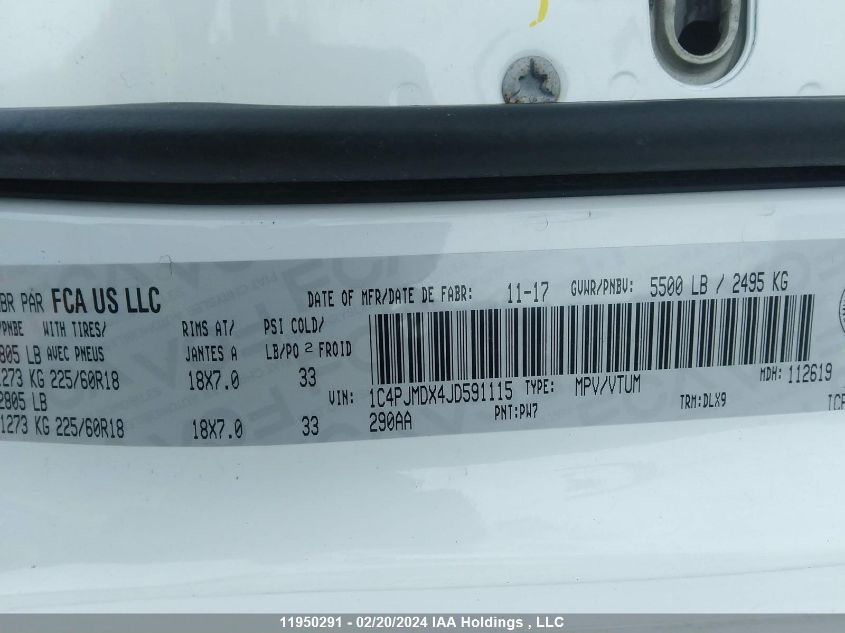 BR PAR FCA US LLC DATE OF MFR/DATE DE FABR: 11-17 GVWR/PNBV: 5500 LB / 2495 KG
/PNBE WITH TIRES/ RIMS AT/ PSI COLD/
805 LB AVEC PNEUS JANTES A LB/PO 2 FROID
1273 KG 225/60R18 18X7.0 33 VIN: 1C4PJMDX4JD591115 TYPE: MPV/VTUM MDH: 112619
2805 LB 290AA PNT: PW7 TRM: DLX9
1273 KG 225/60R18 18X7.0 33
11950291 - 02/20/2024 IAA Holdings , LLC